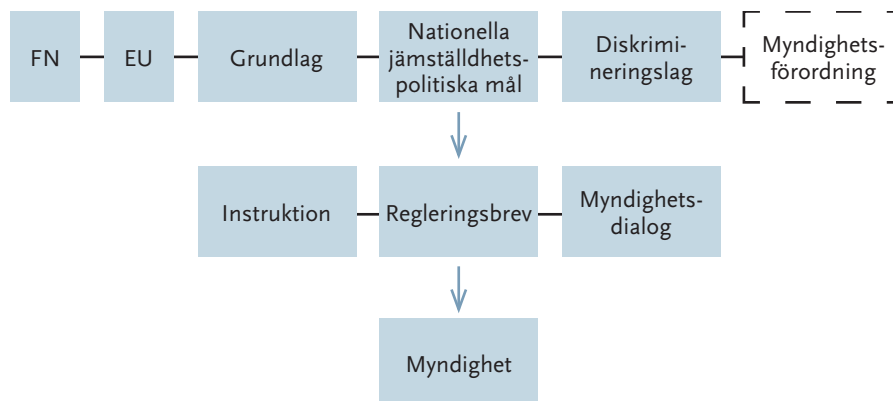 FN
EU
Grundlag
Nationella
jämställdhets-
politiska mål
Diskrimi-
neringslag
Myndighets-
förordning
Instruktion
Regleringsbrev
Myndighets-
dialog
Myndighet